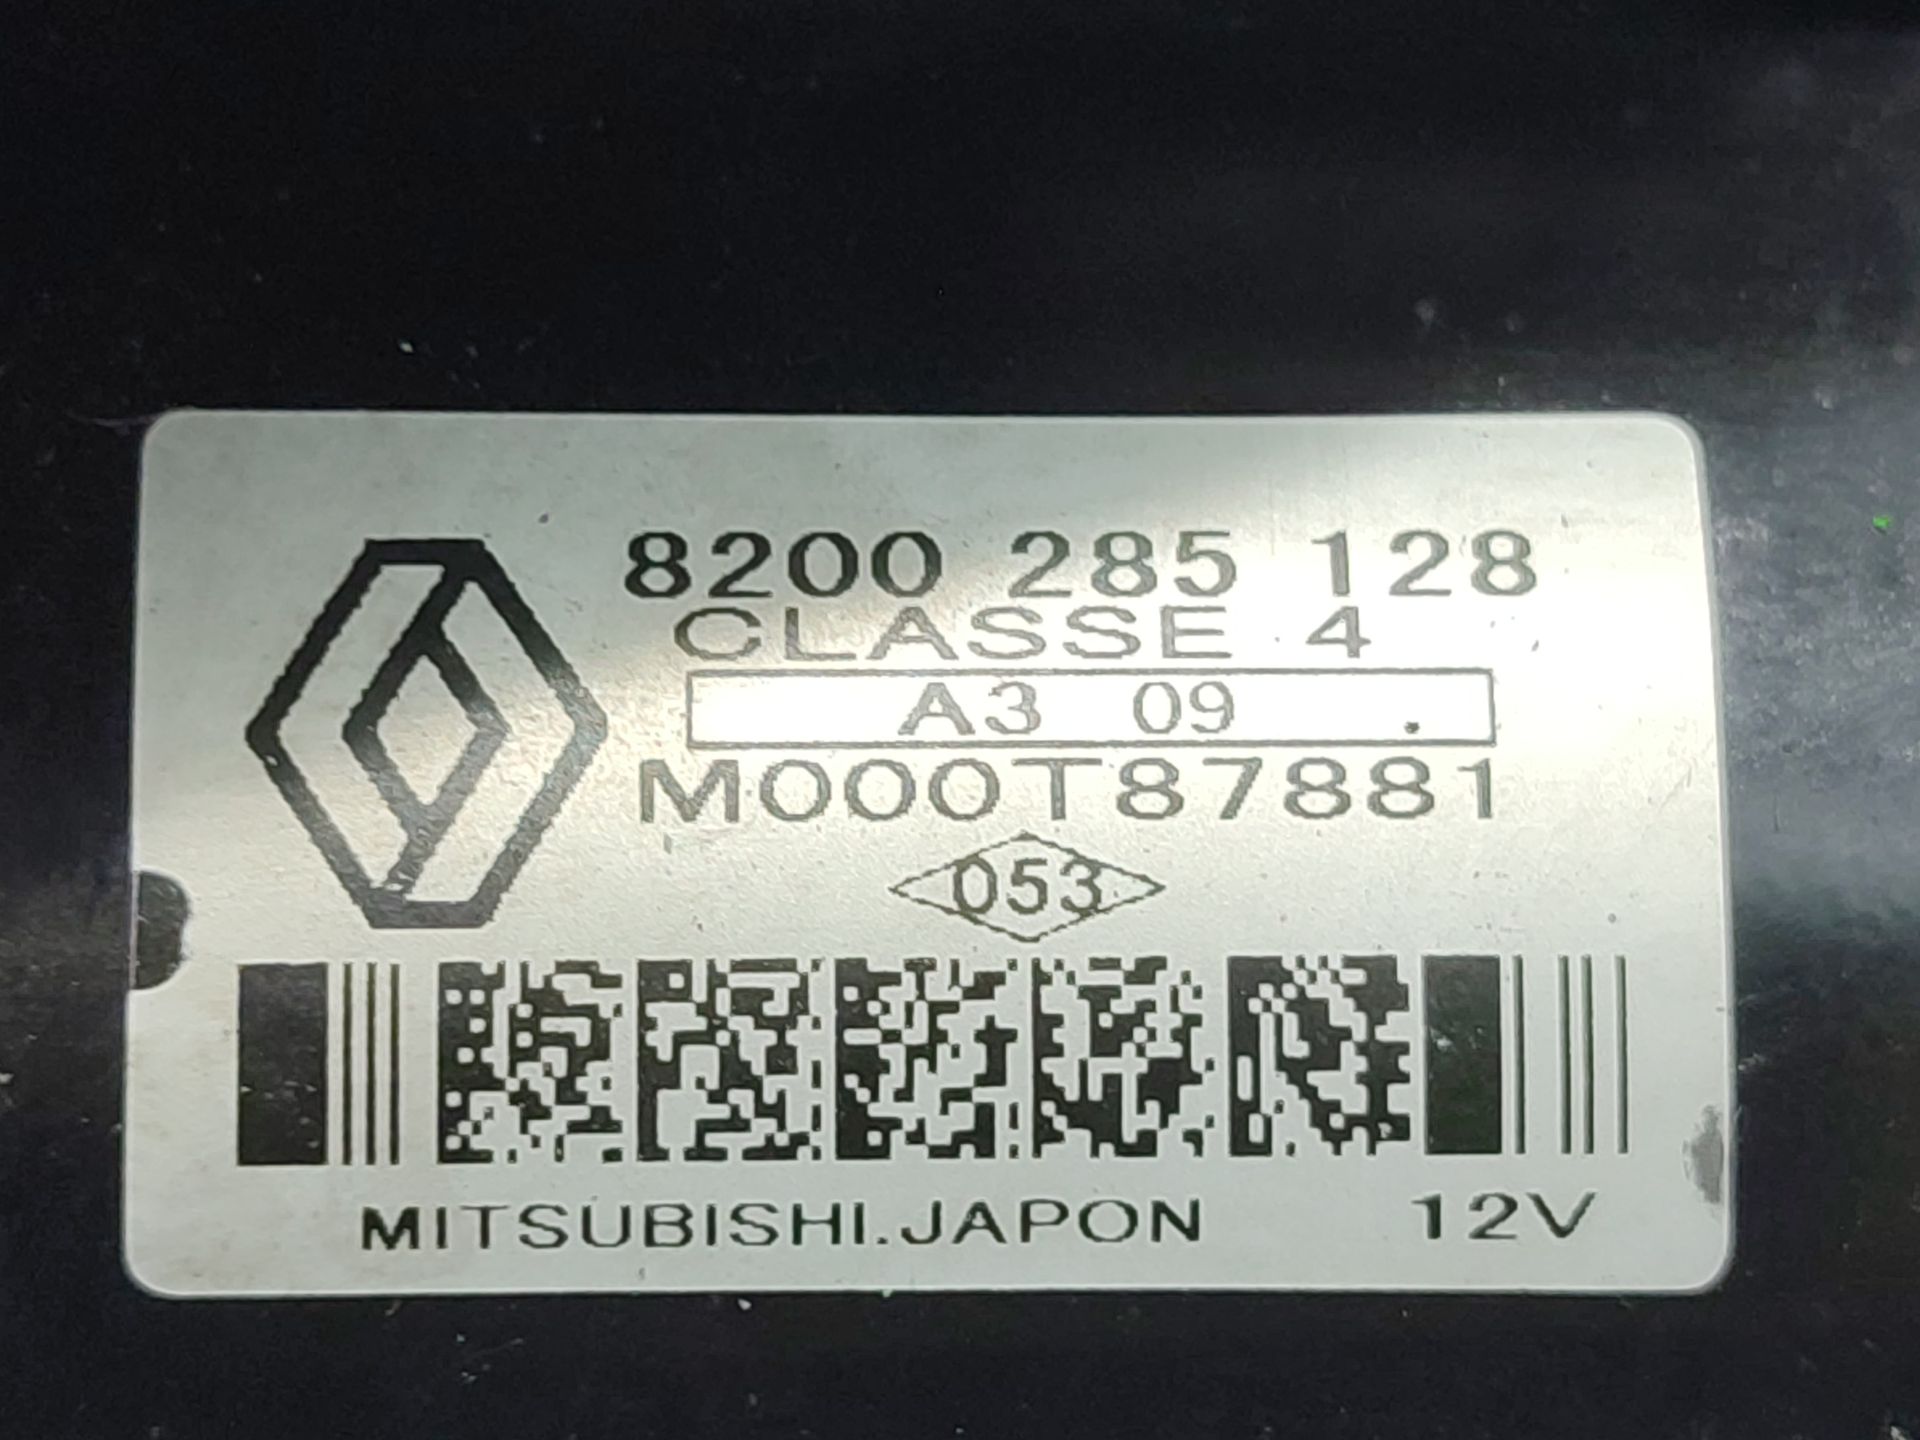 8200 285 128
CLASSE 4
A3 09 .
M000T87881
053
MITSUBISHI.JAPON 12V